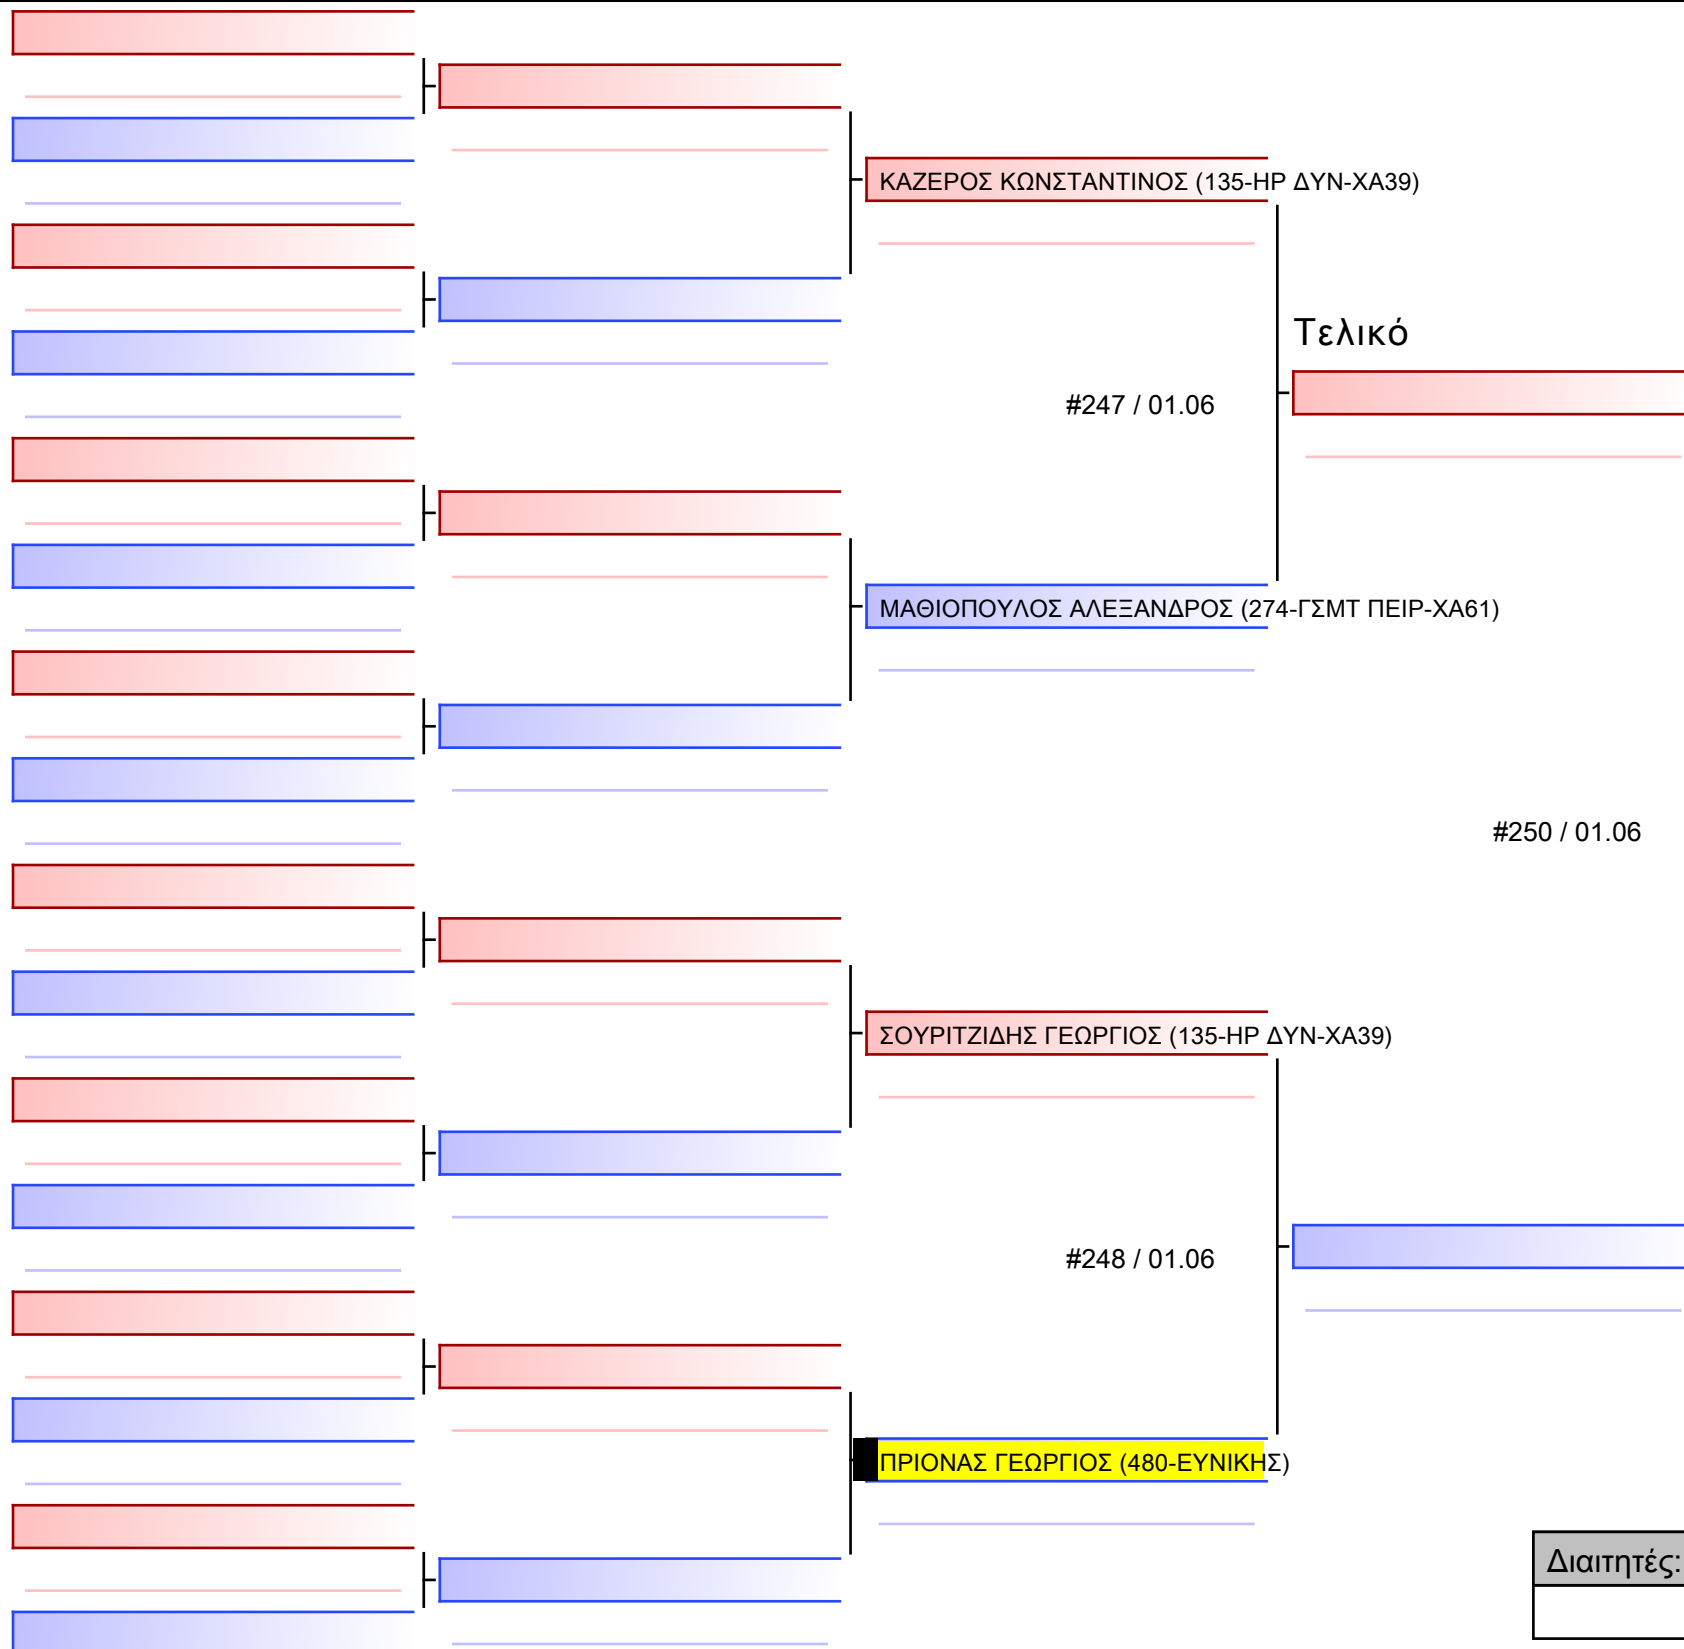 ΚΑΖΕΡΟΣ ΚΩΝΣΤΑΝΤΙΝΟΣ (135-ΗΡ ΔΥΝ-ΧΑ39)
Τελικό
#247 / 01.06
ΜΑΘΙΟΠΟΥΛΟΣ ΑΛΕΞΑΝΔΡΟΣ (274-ΓΣΜΤ ΠΕΙΡ-ΧΑ61)
#250 / 01.06
ΣΟΥΡΙΤΖΙΔΗΣ ΓΕΩΡΓΙΟΣ (135-ΗΡ ΔΥΝ-ΧΑ39)
#248 / 01.06
ΠΡΙΟΝΑΣ ΓΕΩΡΓΙΟΣ (480-ΕΥΝΙΚΗΣ)
Διαιτητές: